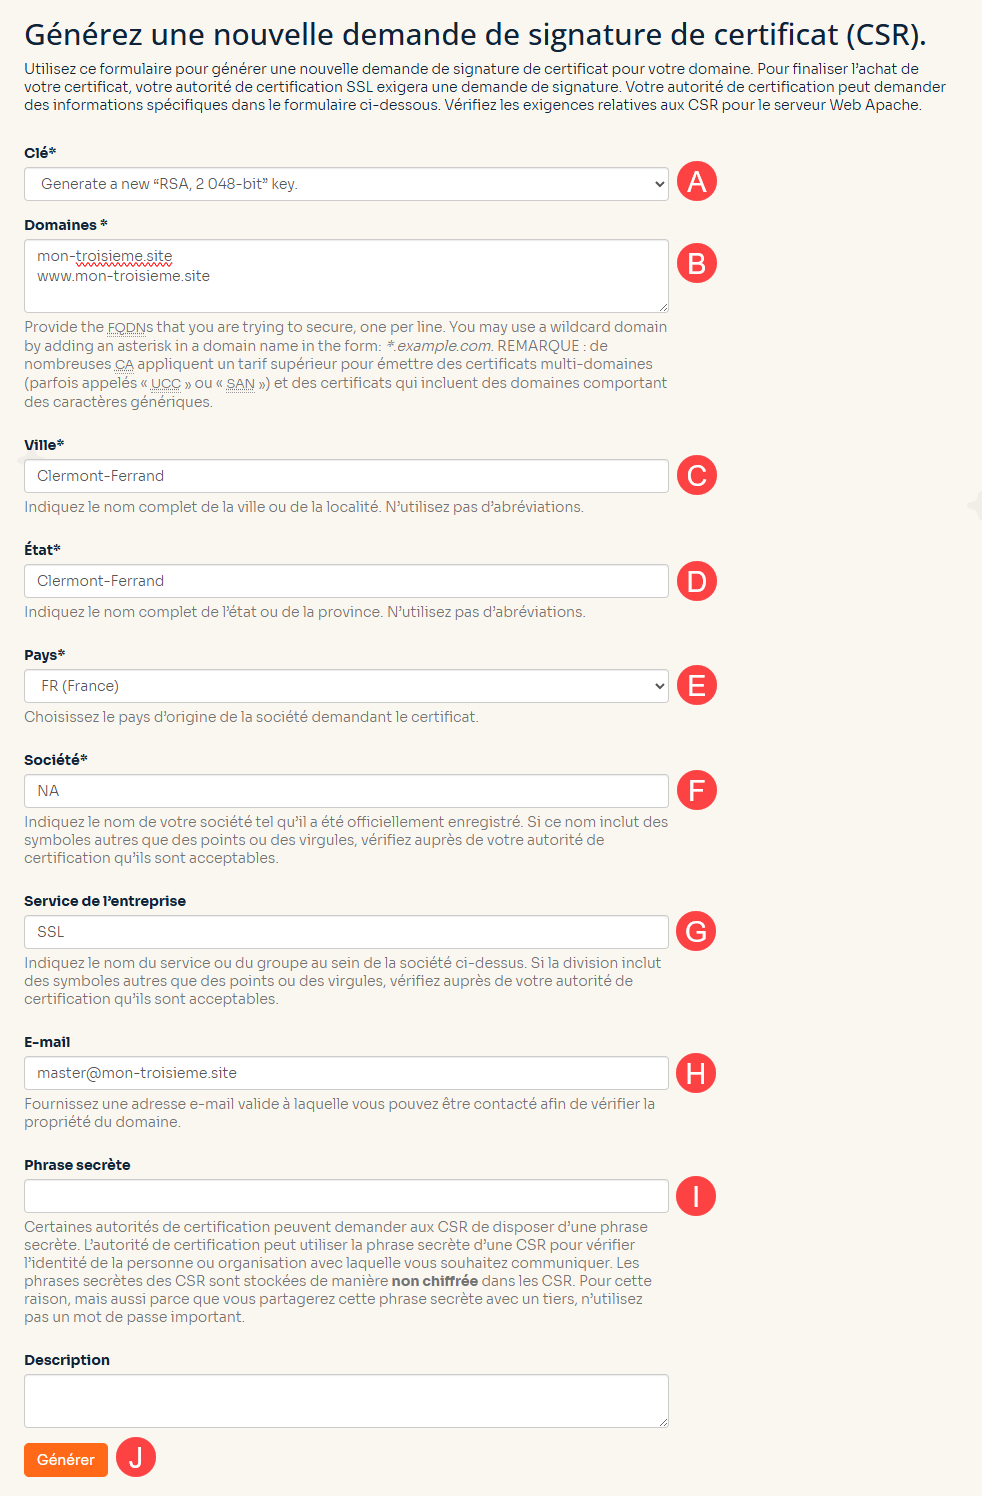 Générez une nouvelle demande de signature de certificat (CSR).
Utilisez ce formulaire pour générer une nouvelle demande de signature de certificat pour votre domaine. Pour finaliser l’achat de
votre certificat, votre autorité de certification SSL exigera une demande de signature. Votre autorité de certification peut demander
des informations spécifiques dans le formulaire ci-dessous. Vérifiez les exigences relatives aux CSR pour le serveur Web Apache.
Clé*
Generate a new “RSA, 2 048-bit” key.
A
Domaines *
mon-troisieme.site
www.mon-troisieme.site
B
Provide the FQDNs that you are trying to secure, one per line. You may use a wildcard domain
by adding an asterisk in a domain name in the form: *.example.com. REMARQUE : de
nombreuses CA appliquent un tarif supérieur pour émettre des certificats multi-domaines
(parfois appelés « UCC » ou « SAN ») et des certificats qui incluent des domaines comportant
des caractères génériques.
Ville*
Clermont-Ferrand
C
Indiquez le nom complet de la ville ou de la localité. N’utilisez pas d’abréviations.
État*
Clermont-Ferrand
D
Indiquez le nom complet de l’état ou de la province. N’utilisez pas d’abréviations.
Pays*
FR (France)
E
Choisissez le pays d’origine de la société demandant le certificat.
Société*
NA
F
Indiquez le nom de votre société tel qu’il a été officiellement enregistré. Si ce nom inclut des
symboles autres que des points ou des virgules, vérifiez auprès de votre autorité de
certification qu’ils sont acceptables.
Service de l’entreprise
SSL
G
Indiquez le nom du service ou du groupe au sein de la société ci-dessus. Si la division inclut
des symboles autres que des points ou des virgules, vérifiez auprès de votre autorité de
certification qu’ils sont acceptables.
E-mail
master@mon-troisieme.site
H
Fournissez une adresse e-mail valide à laquelle vous pouvez être contacté afin de vérifier la
propriété du domaine.
Phrase secrète
I
Certaines autorités de certification peuvent demander aux CSR de disposer d’une phrase
secrète. L’autorité de certification peut utiliser la phrase secrète d’une CSR pour vérifier
l’identité de la personne ou organisation avec laquelle vous souhaitez communiquer. Les
phrases secrètes des CSR sont stockées de manière non chiffrée dans les CSR. Pour cette
raison, mais aussi parce que vous partagerez cette phrase secrète avec un tiers, n’utilisez
pas un mot de passe important.
Description
Générer
J